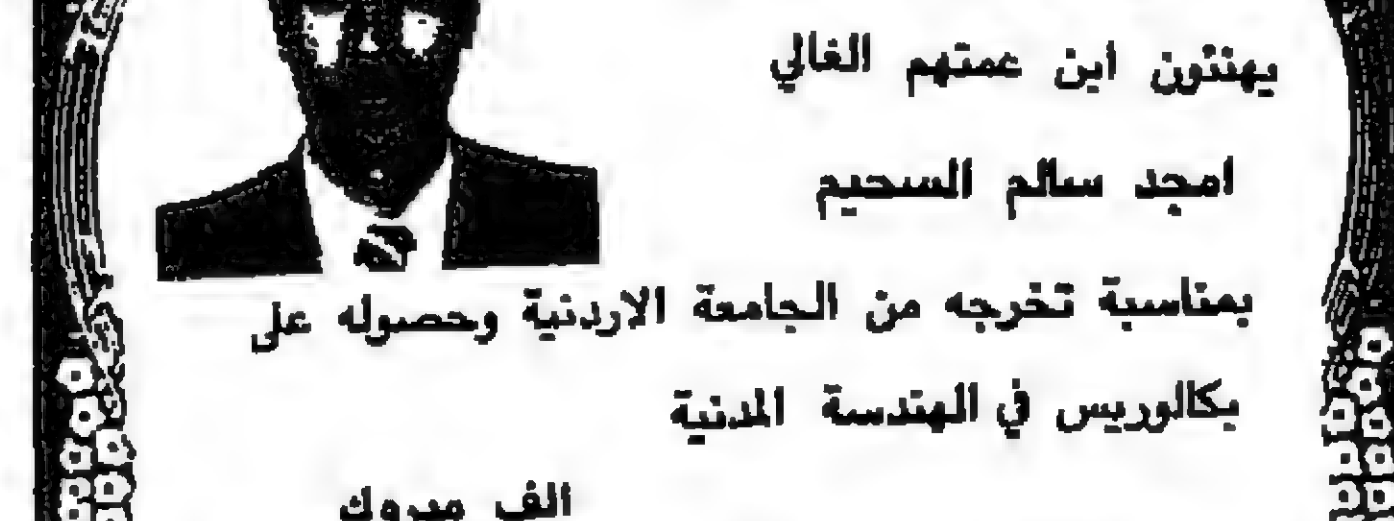 يهنئون ابن عمتهم الغالي
امجد سالم السحيم
بمناسبة تخرجه من الجامعة الاردنية وحصوله على
بكالوريس في الهندسة المدنية
الف مبروك